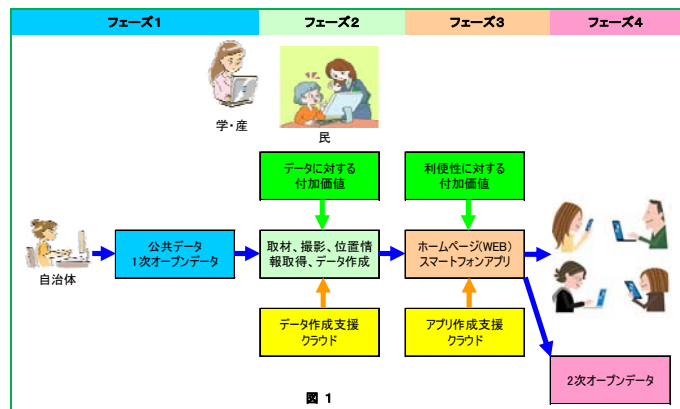 フェーズ1
フェーズ2
フェーズ3
フェーズ4
学・産
民
データに対する
付加価値
利便性に対する
付加価値
自治体
公共データ
1次オープンデータ
取材、撮影、位置情
報取得、データ作成
ホームページ(WEB)
スマートフォンアプリ
データ作成支援
クラウド
アプリ作成支援
クラウド
2次オープンデータ
図 1